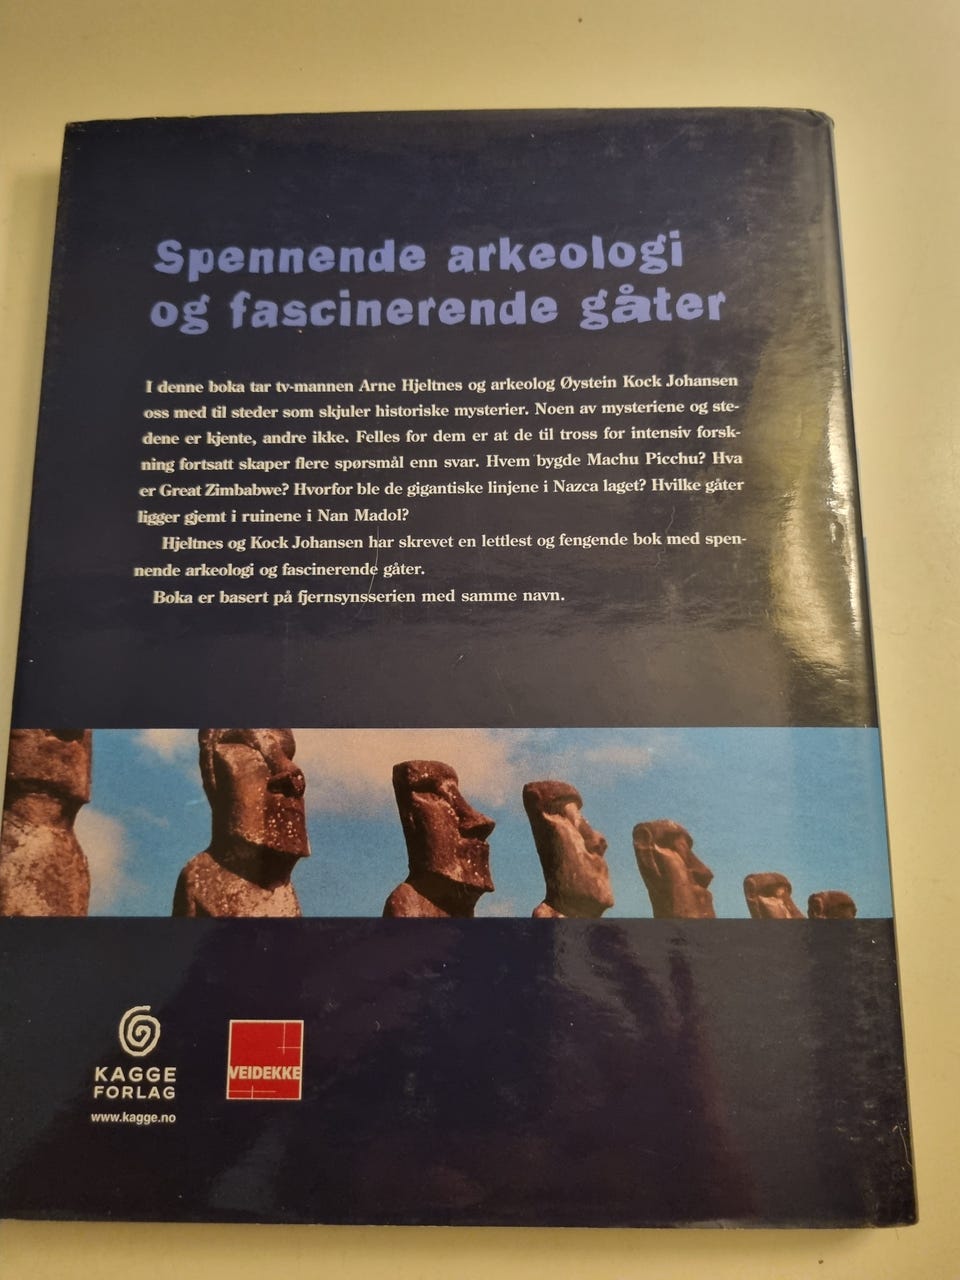 Spennende arkeologi
og fascinerende gåter
I denne boka tar tv-mannen Arne Hjeltnes og arkeolog Øystein Kock Johansen
oss med til steder som skjuler historiske mysterier. Noen av mysteriene og ste-
dene er kjente, andre ikke. Felles for dem er at de til tross for intensiv forsk-
ning fortsatt skaper flere spørsmål enn svar. Hvem bygde Machu Picchu? Hva
er Great Zimbabwe? Hvorfor ble de gigantiske linjene i Nazca laget? Hvilke gåter
ligger gjemt i ruinene i Nan Madol?
Hjeltnes og Kock Johansen har skrevet en lettlest og fengende bok med spen-
nende arkeologi og fascinerende gåter.
Boka er basert på fjernsynsserien med samme navn.
KAGGE
FORLAG
www.kagge.no
VEIDEKKE